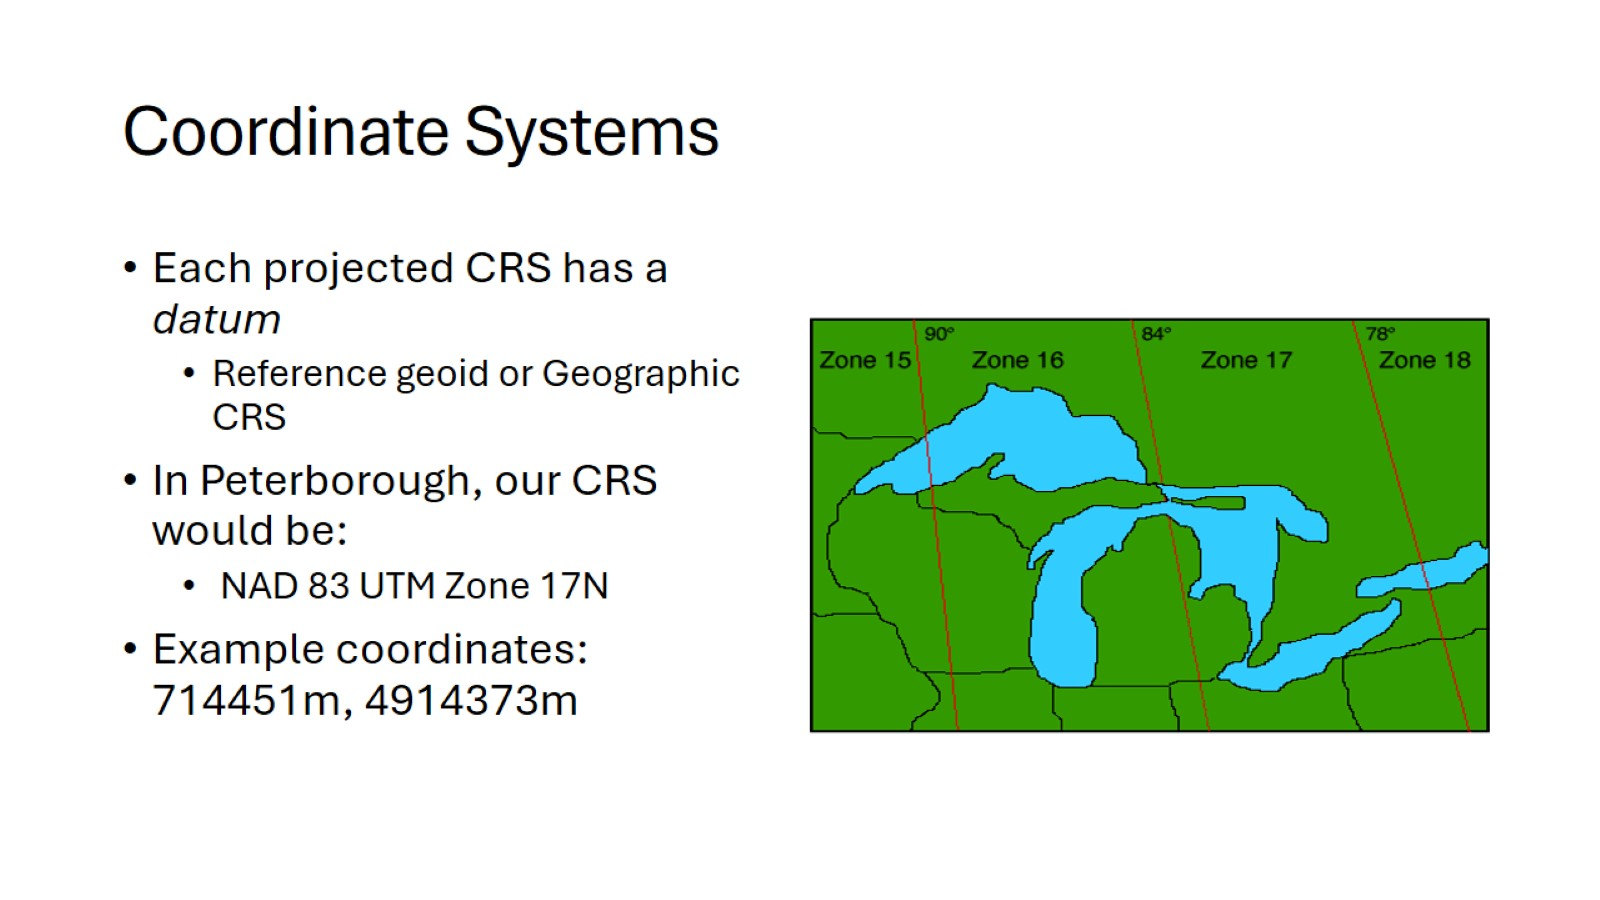 Coordinate Systems
• Each projected CRS has a
datum
• Reference geoid or Geographic
CRS
• In Peterborough, our CRS
would be:
• NAD 83 UTM Zone 17N
• Example coordinates:
714451m, 4914373m
90° 84° 78°
Zone 15 Zone 16 Zone 17 Zone 18